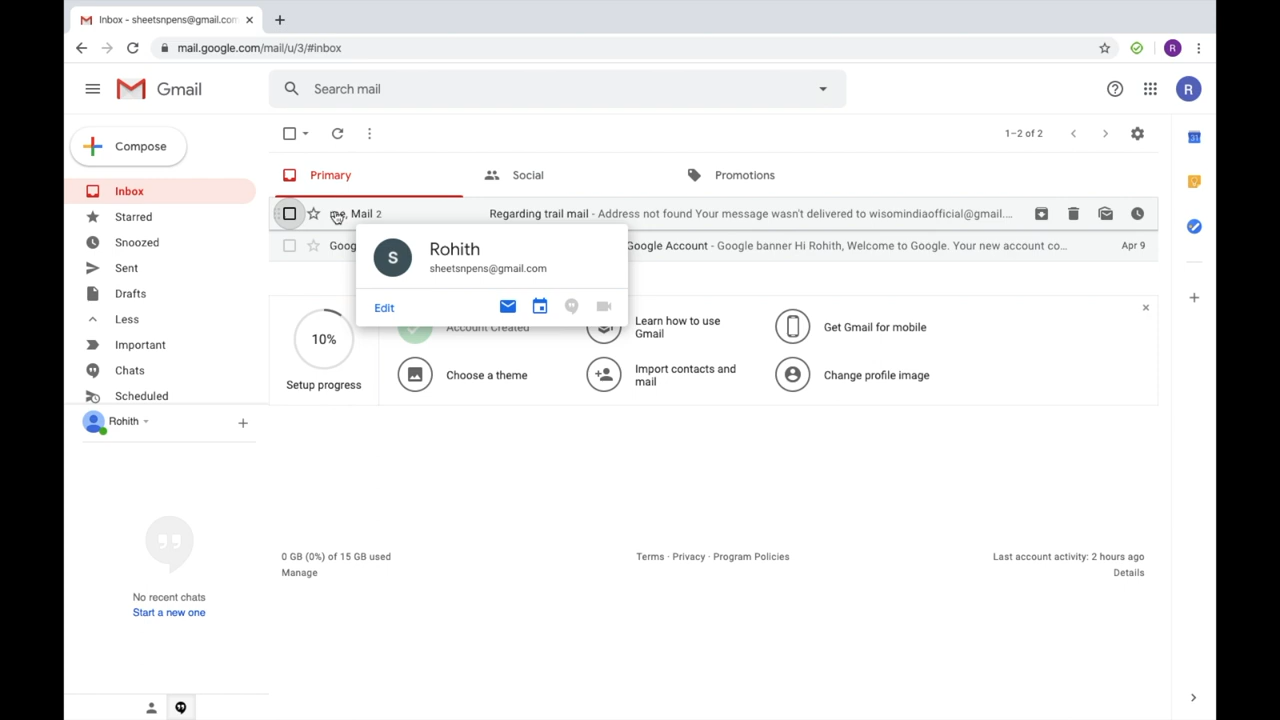 Inbox - sheetsnpens@gmail.com
mail.google.com/mail/u/3/#inbox
R
Gmail
Search mail
R
Compose
1–2 of 2
31
Inbox
Primary
Social
Promotions
Starred
me, Mail 2
Regarding trail mail - Address not found Your message wasn't delivered to wisomindiaofficial@gmail....
Snoozed
Goog
Google Account - Google banner Hi Rohith, Welcome to Google. Your new account co...
Apr 9
S
Rohith
sheetsnpens@gmail.com
Edit
Sent
Drafts
Less
Important
Chats
Scheduled
10%
Setup progress
Account Created
Learn how to use
Gmail
Get Gmail for mobile
Choose a theme
Import contacts and
mail
Change profile image
Rohith
No recent chats
Start a new one
0 GB (0%) of 15 GB used
Manage
Terms · Privacy · Program Policies
Last account activity: 2 hours ago
Details